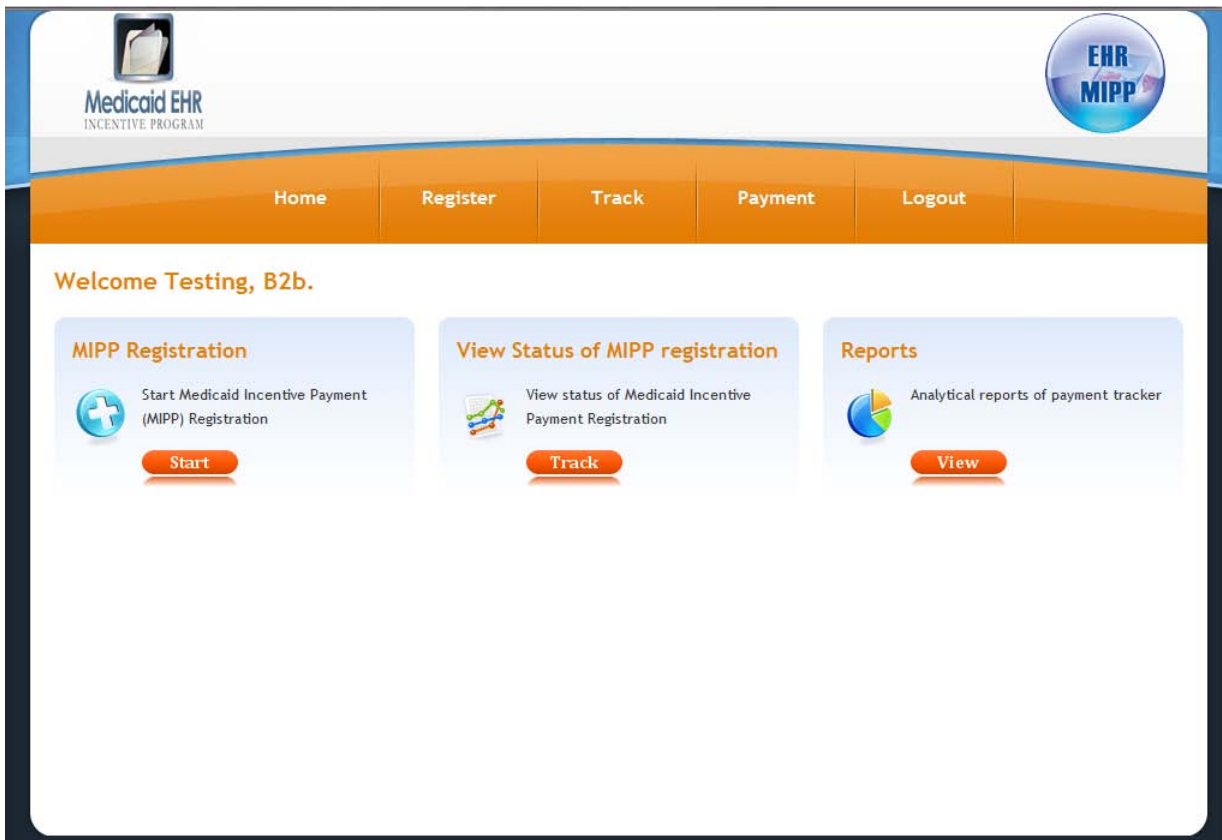 Medicaid EHR
INCENTIVE PROGRAM
EHR
MIPP
Home
Register
Track
Payment
Logout
Welcome Testing, B2b.
MIPP Registration
Start Medicaid Incentive Payment
(MIPP) Registration
Start
View Status of MIPP registration
View status of Medicaid Incentive
Payment Registration
Track
Reports
Analytical reports of payment tracker
View